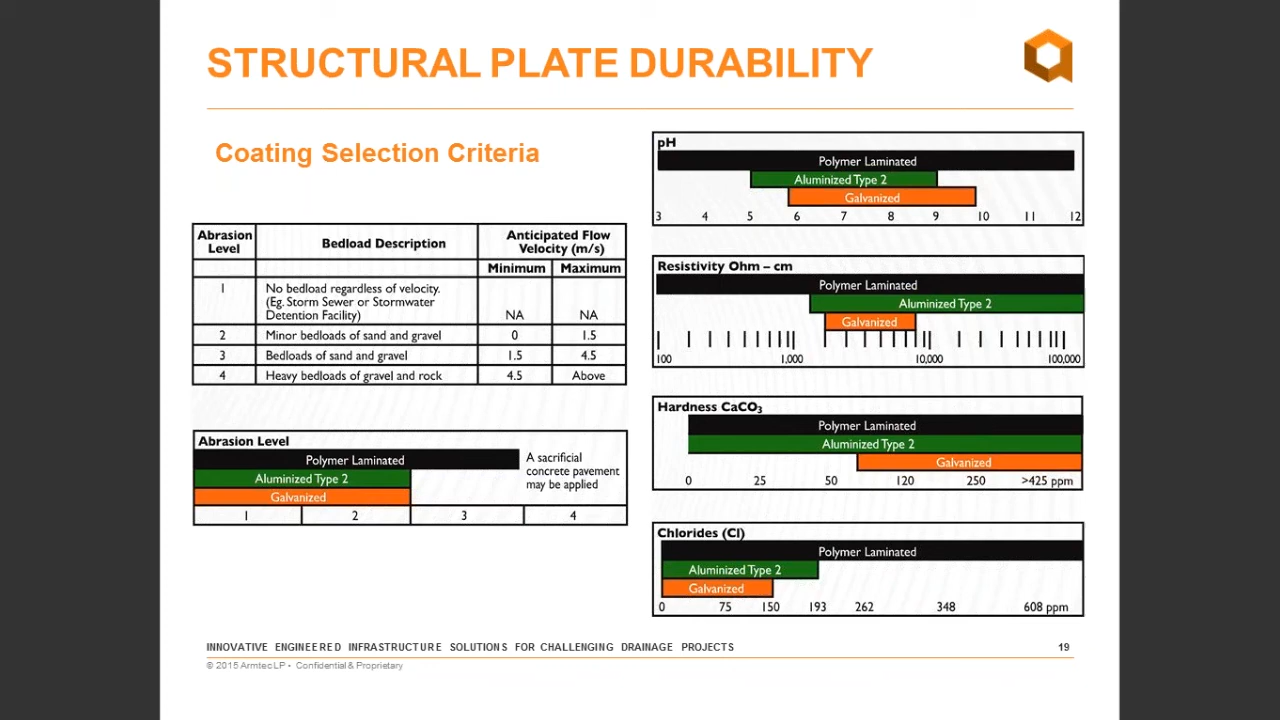 STRUCTURAL PLATE DURABILITY
Coating Selection Criteria
Abrasion Level
Bedload Description
Anticipated Flow Velocity (m/s)
Minimum Maximum
1 No bedload regardless of velocity.
(Eg. Storm Sewer or Stormwater
Detention Facility) NA NA
2 Minor bedloads of sand and gravel 0 1.5
3 Bedloads of sand and gravel 1.5 4.5
4 Heavy bedloads of gravel and rock 4.5 Above
Abrasion Level
Polymer Laminated
Aluminized Type 2
Galvanized
A sacrificial
concrete pavement
may be applied
1 2 3 4
pH
Polymer Laminated
Aluminized Type 2
Galvanized
3 4 5 6 7 8 9 10 11 12
Resistivity Ohm – cm
Polymer Laminated
Aluminized Type 2
Galvanized
100 1,000 10,000 100,000
Hardness CaCO3
Polymer Laminated
Aluminized Type 2
Galvanized
0 25 50 120 250 >425 ppm
Chlorides (Cl)
Polymer Laminated
Aluminized Type 2
Galvanized
0 75 150 193 262 348 608 ppm
INNOVATIVE ENGINEERED INFRASTRUCTURE SOLUTIONS FOR CHALLENGING DRAINAGE PROJECTS 19
© 2015 Armtec LP • Confidential & Proprietary